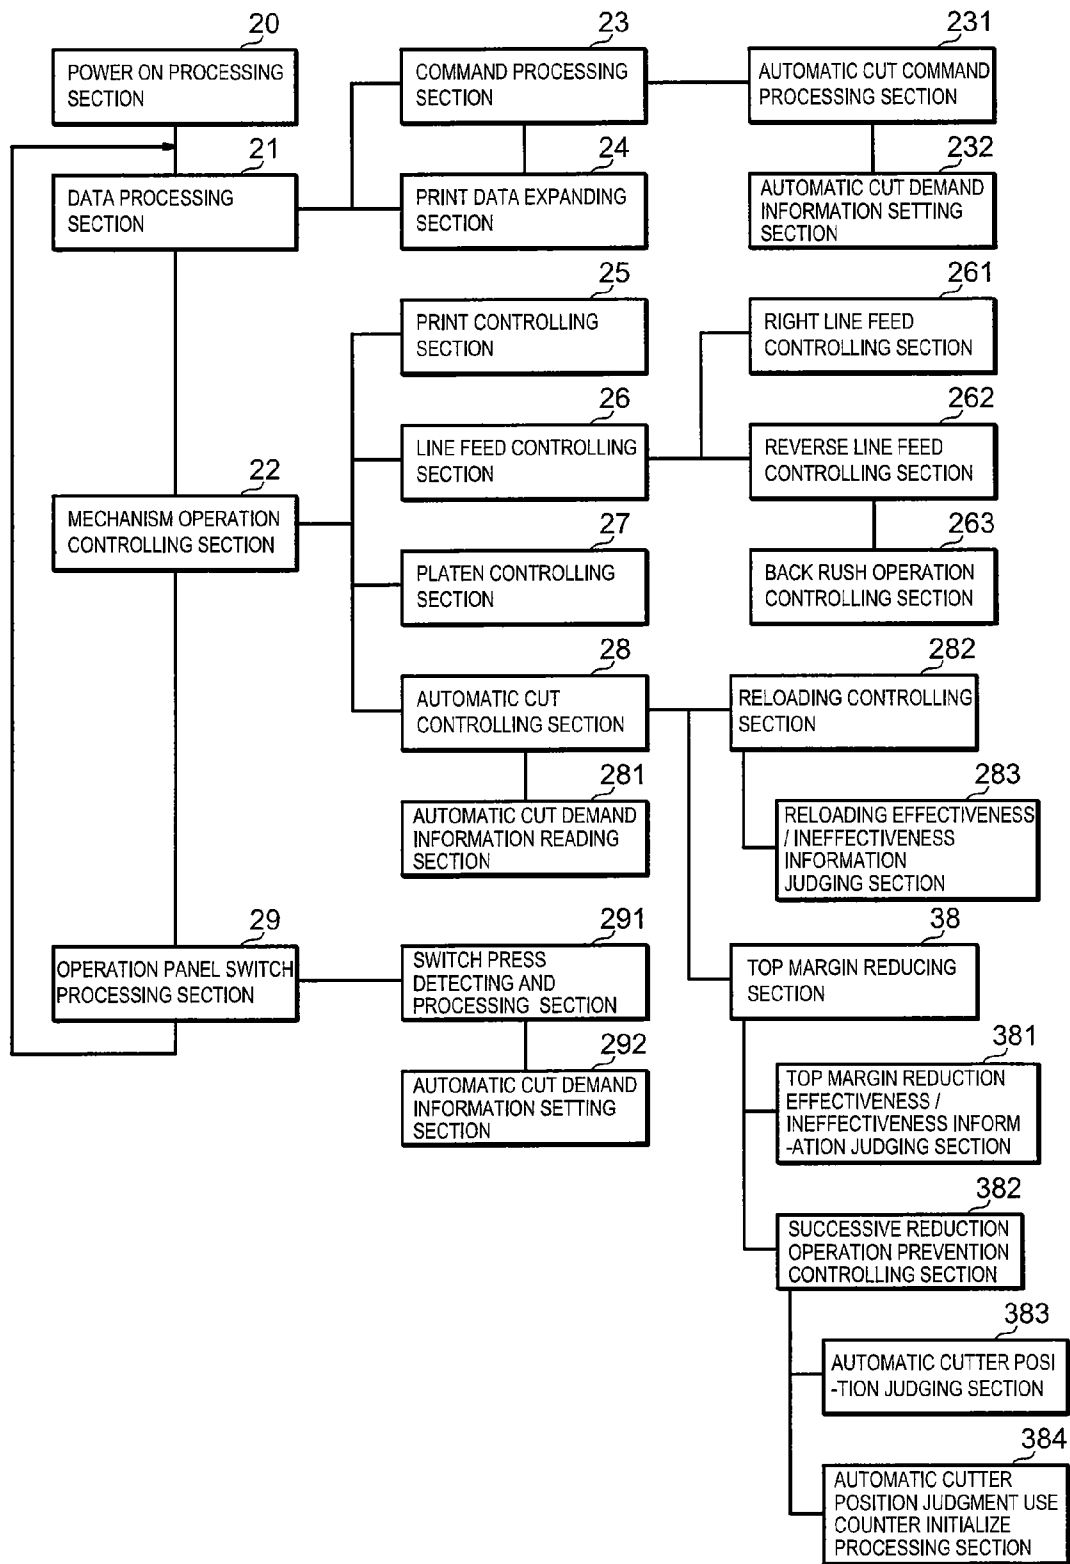 20
POWER ON PROCESSING
SECTION
21
DATA PROCESSING
SECTION
22
MECHANISM OPERATION
CONTROLLING SECTION
29
OPERATION PANEL SWITCH
PROCESSING SECTION
23
COMMAND PROCESSING
SECTION
24
PRINT DATA EXPANDING
SECTION
25
PRINT CONTROLLING
SECTION
26
LINE FEED CONTROLLING
SECTION
27
PLATEN CONTROLLING
SECTION
28
AUTOMATIC CUT
CONTROLLING SECTION
281
AUTOMATIC CUT DEMAND
INFORMATION READING
SECTION
291
SWITCH PRESS
DETECTING AND
PROCESSING SECTION
292
AUTOMATIC CUT DEMAND
INFORMATION SETTING
SECTION
231
AUTOMATIC CUT COMMAND
PROCESSING SECTION
232
AUTOMATIC CUT DEMAND
INFORMATION SETTING
SECTION
261
RIGHT LINE FEED
CONTROLLING SECTION
262
REVERSE LINE FEED
CONTROLLING SECTION
263
BACK RUSH OPERATION
CONTROLLING SECTION
282
RELOADING CONTROLLING
SECTION
283
RELOADING EFFECTIVENESS
/ INEFFECTIVENESS
INFORMATION
JUDGING SECTION
38
TOP MARGIN REDUCING
SECTION
381
TOP MARGIN REDUCTION
EFFECTIVENESS /
INEFFECTIVENESS INFORM
-ATION JUDGING SECTION
382
SUCCESSIVE REDUCTION
OPERATION PREVENTION
CONTROLLING SECTION
383
AUTOMATIC CUTTER POSI
-TION JUDGING SECTION
384
AUTOMATIC CUTTER
POSITION JUDGMENT USE
COUNTER INITIALIZE
PROCESSING SECTION